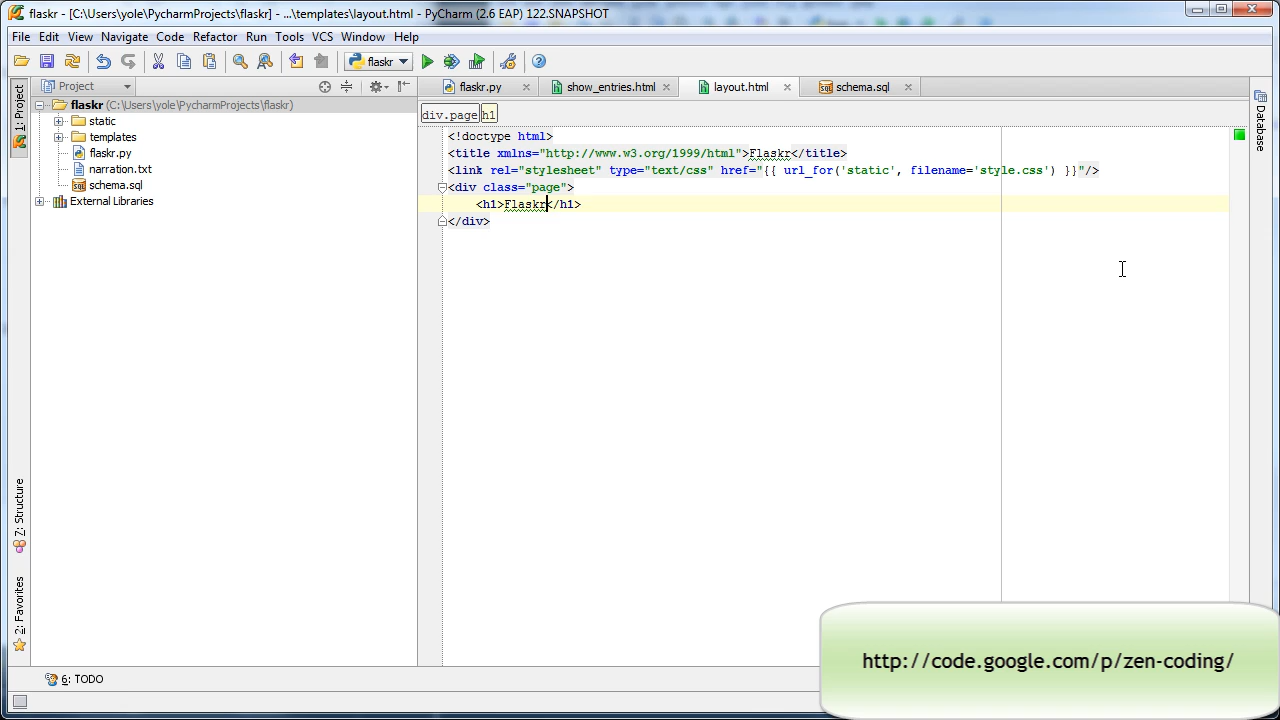 flaskr - [C:\Users\yole\PycharmProjects\flaskr] - ...\templates\layout.html - PyCharm (2.6 EAP) 122.SNAPSHOT
File Edit View Navigate Code Refactor Run Tools VCS Window Help
flaskr
1: Project
Project
flaskr.py
show_entries.html
layout.html
schema.sql
Database
flaskr (C:\Users\yole\PycharmProjects\flaskr)
static
templates
flaskr.py
narration.txt
schema.sql
External Libraries
div.page h1
<!doctype html>
<title xmlns="http://www.w3.org/1999/html">Flaskr</title>
<link rel="stylesheet" type="text/css" href="{{ url_for('static', filename='style.css') }}"/>
<div class="page">
<h1>Flaskr</h1>
</div>
7: Structure
2: Favorites
http://code.google.com/p/zen-coding/
6: TODO